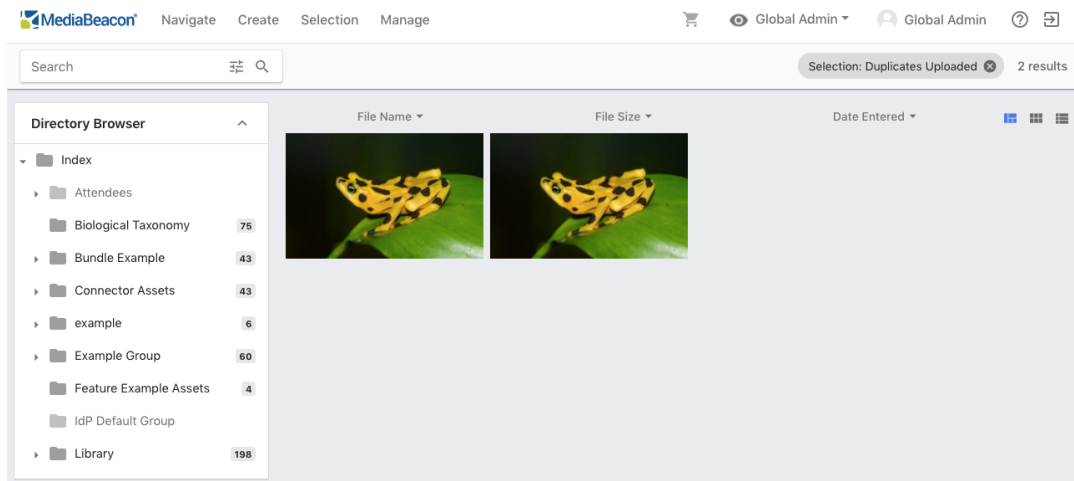 MediaBeacon® Navigate Create Selection Manage Global Admin Global Admin
Search Selection: Duplicates Uploaded 2 results
Directory Browser File Name File Size Date Entered
Index
Attendees
Biological Taxonomy 75
Bundle Example 43
Connector Assets 43
example 6
Example Group 60
Feature Example Assets 4
IdP Default Group
Library 198